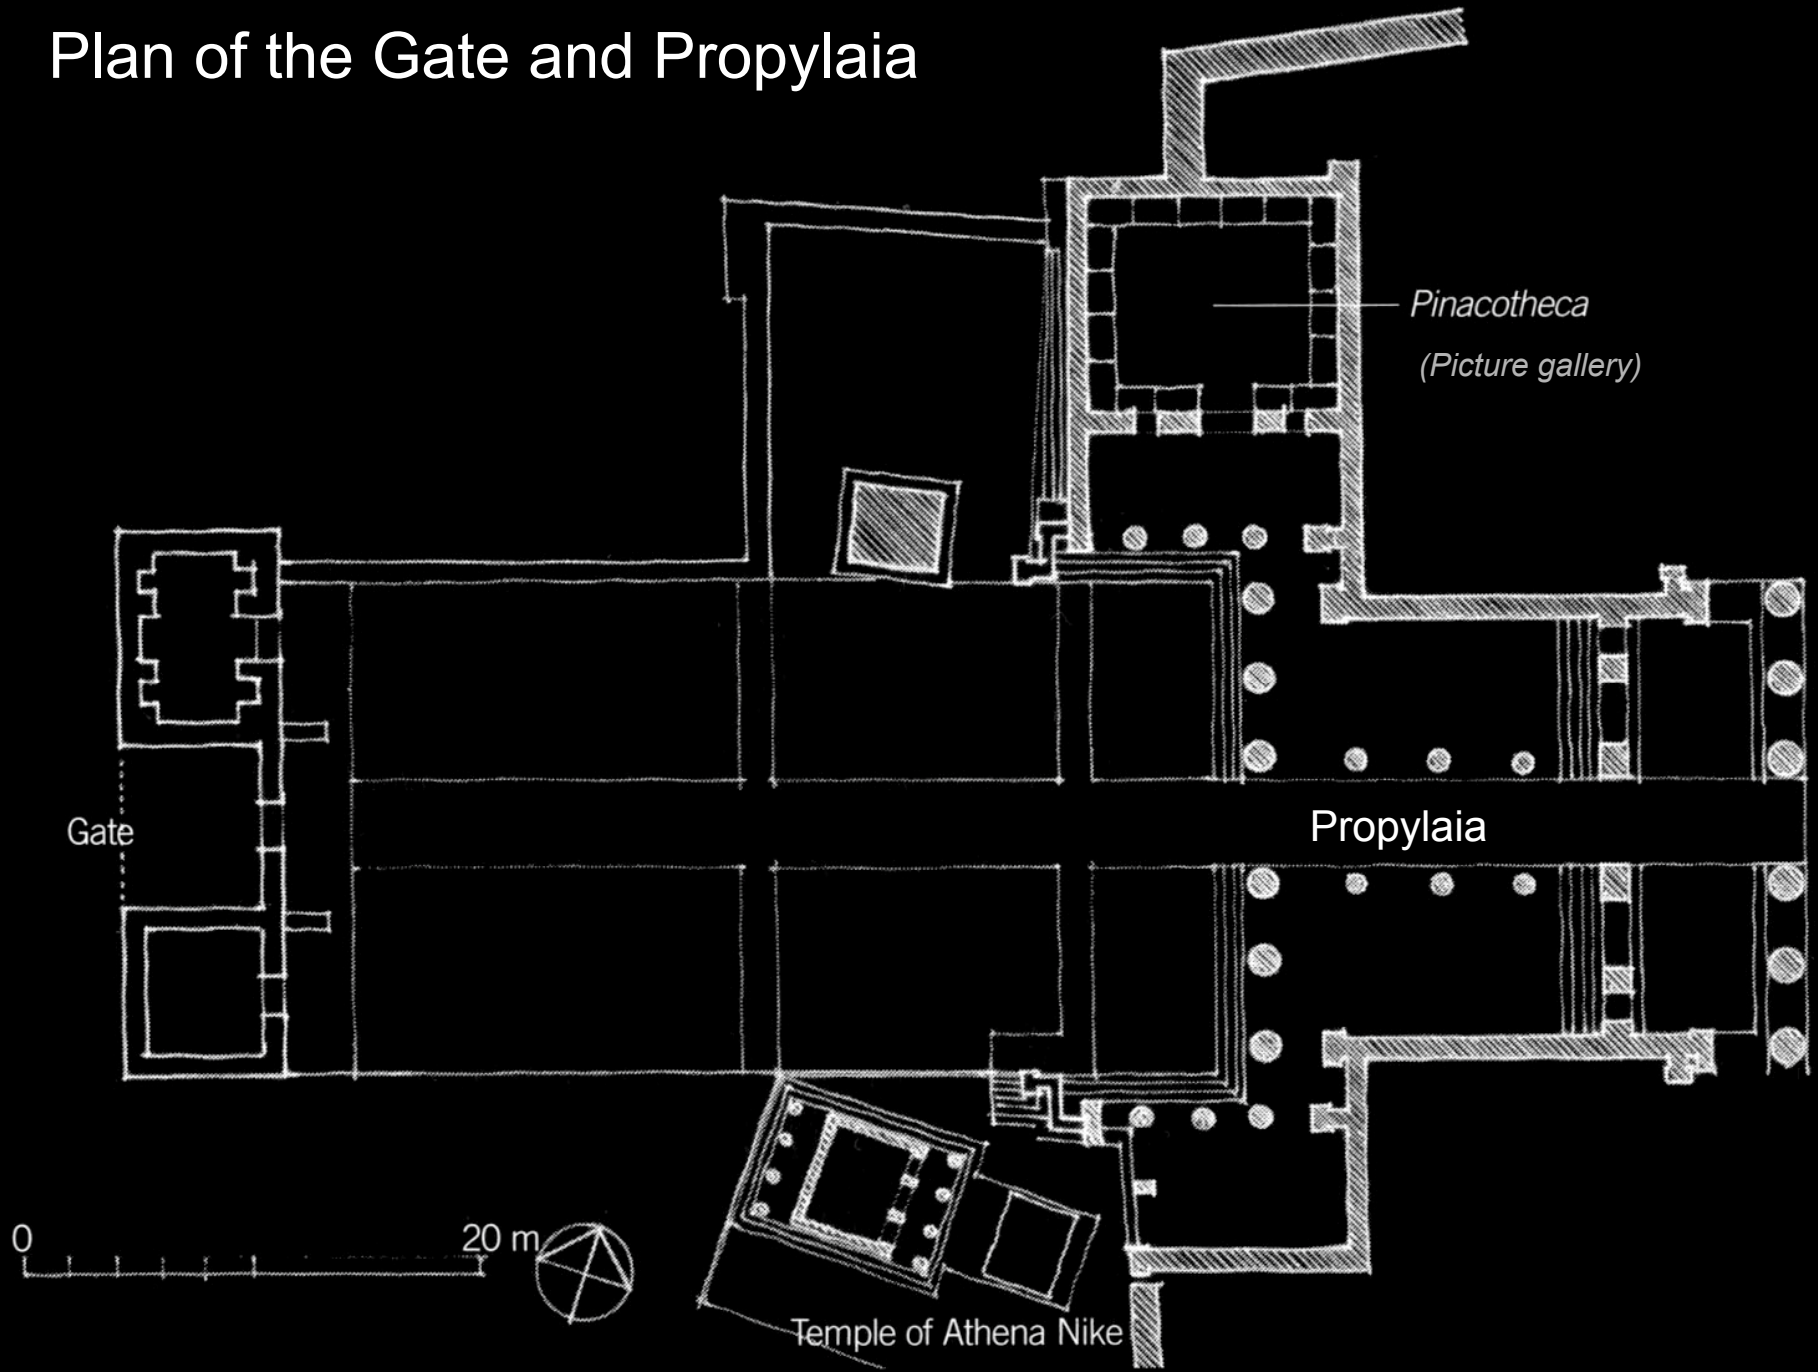 Plan of the Gate and Propylaia
Pinacotheca
(Picture gallery)
Gate
Propylaia
0 20 m
Temple of Athena Nike